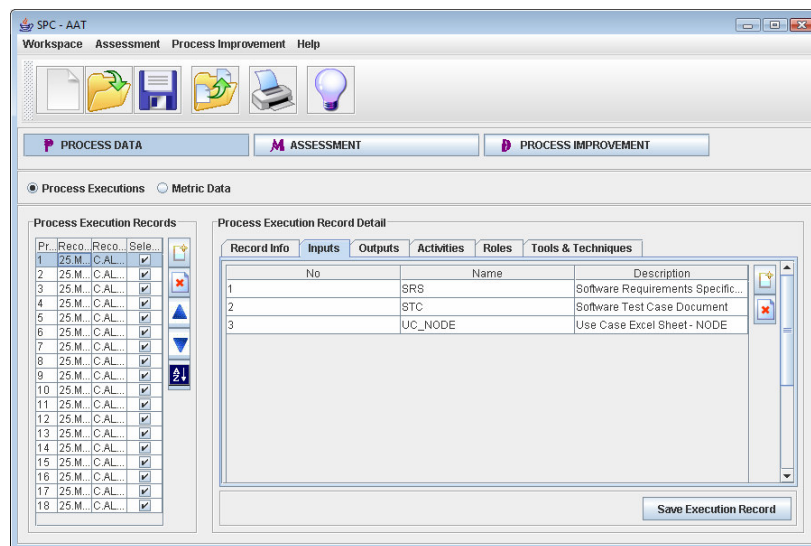 SPC - AAT
Workspace Assessment Process Improvement Help
P PROCESS DATA M ASSESSMENT PROCESS IMPROVEMENT
Process Executions Metric Data
Process Execution Records Process Execution Record Detail
Record Info Inputs Outputs Activities Roles Tools & Techniques
Pr... Reco... Reco... Sele...
No Name Description
1 25.M... C.AL...
2 25.M... C.AL...
3 25.M... C.AL...
4 25.M... C.AL...
5 25.M... C.AL...
6 25.M... C.AL...
7 25.M... C.AL...
8 25.M... C.AL...
9 25.M... C.AL...
10 25.M... C.AL...
11 25.M... C.AL...
12 25.M... C.AL...
13 25.M... C.AL...
14 25.M... C.AL...
15 25.M... C.AL...
16 25.M... C.AL...
17 25.M... C.AL...
18 25.M... C.AL...
1 SRS Software Requirements Specific...
2 STC Software Test Case Document
3 UC_NODE Use Case Excel Sheet - NODE
A Z
Save Execution Record